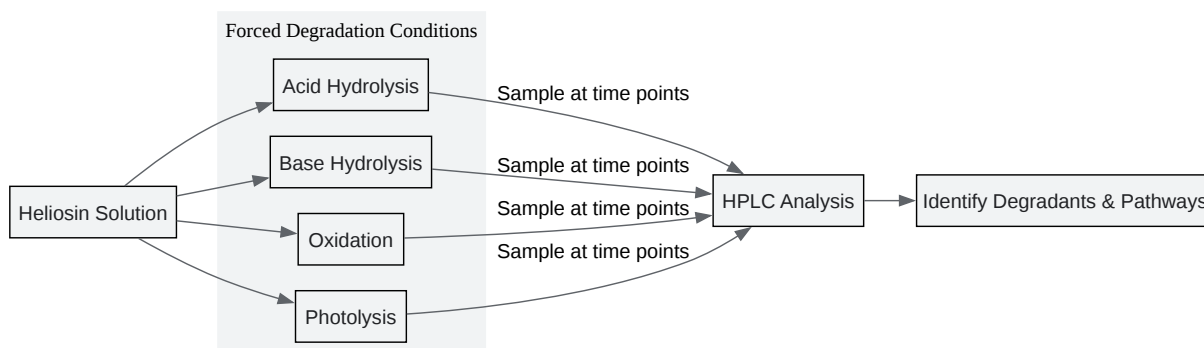 Forced Degradation Conditions
Acid Hydrolysis
Sample at time points
Base Hydrolysis
Sample at time points
Heliosin Solution
HPLC Analysis
Identify Degradants & Pathways
Sample at time points
Oxidation
Sample at time points
Photolysis